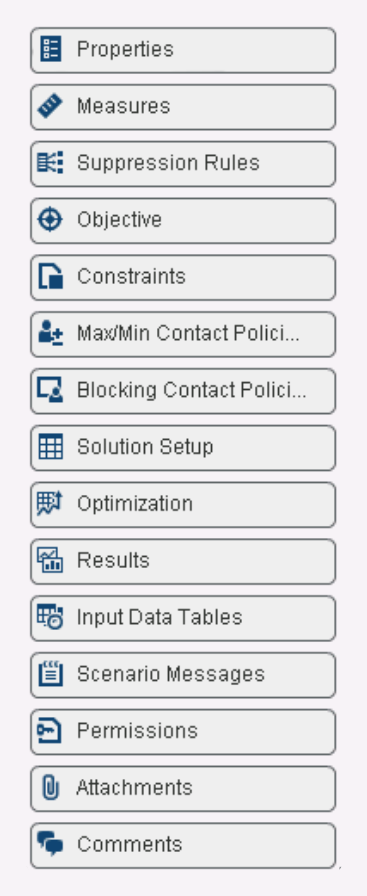 Properties
Measures
Suppression Rules
Objective
Constraints
Max/Min Contact Polici...
Blocking Contact Polici...
Solution Setup
Optimization
Results
Input Data Tables
Scenario Messages
Permissions
Attachments
Comments